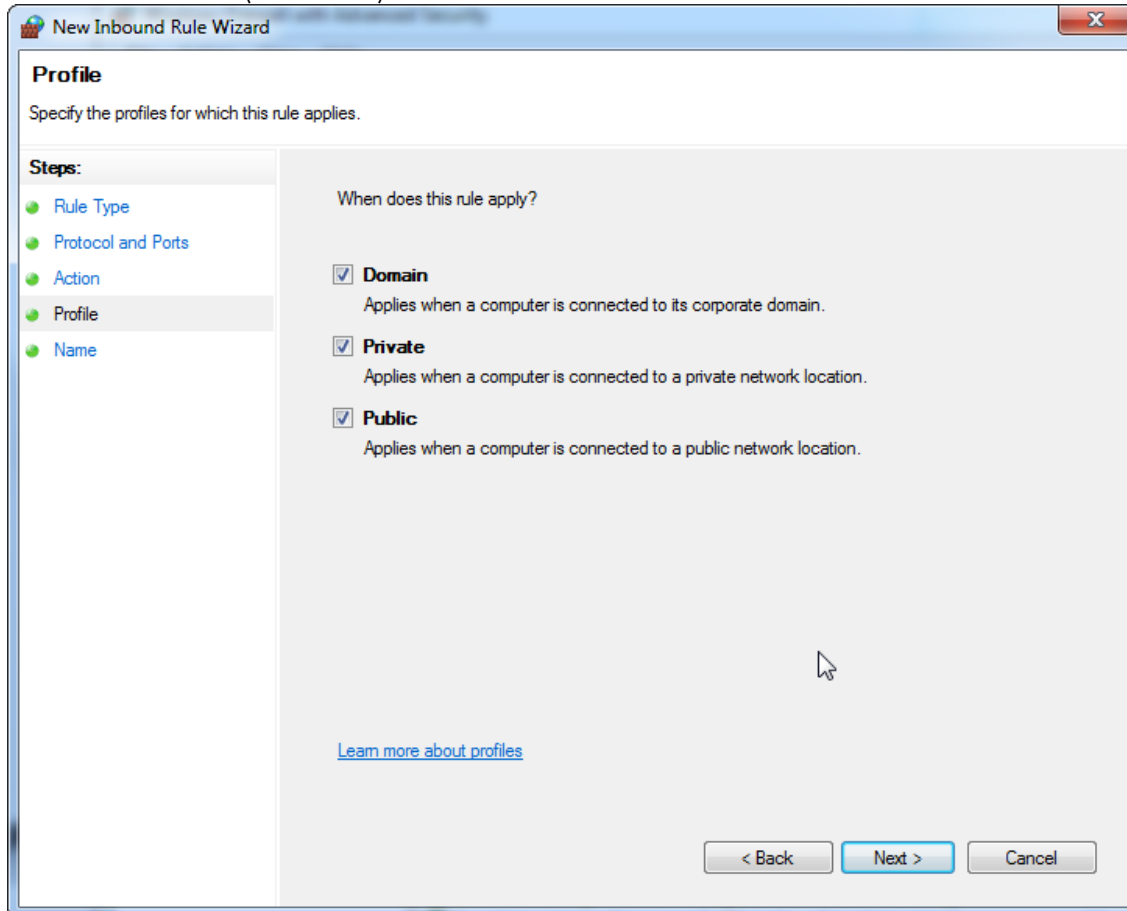 New Inbound Rule Wizard
Profile
Specify the profiles for which this rule applies.
Steps:
Rule Type
Protocol and Ports
Action
Profile
Name
When does this rule apply?
Domain
Applies when a computer is connected to its corporate domain.
Private
Applies when a computer is connected to a private network location.
Public
Applies when a computer is connected to a public network location.
Learn more about profiles
< Back
Next >
Cancel